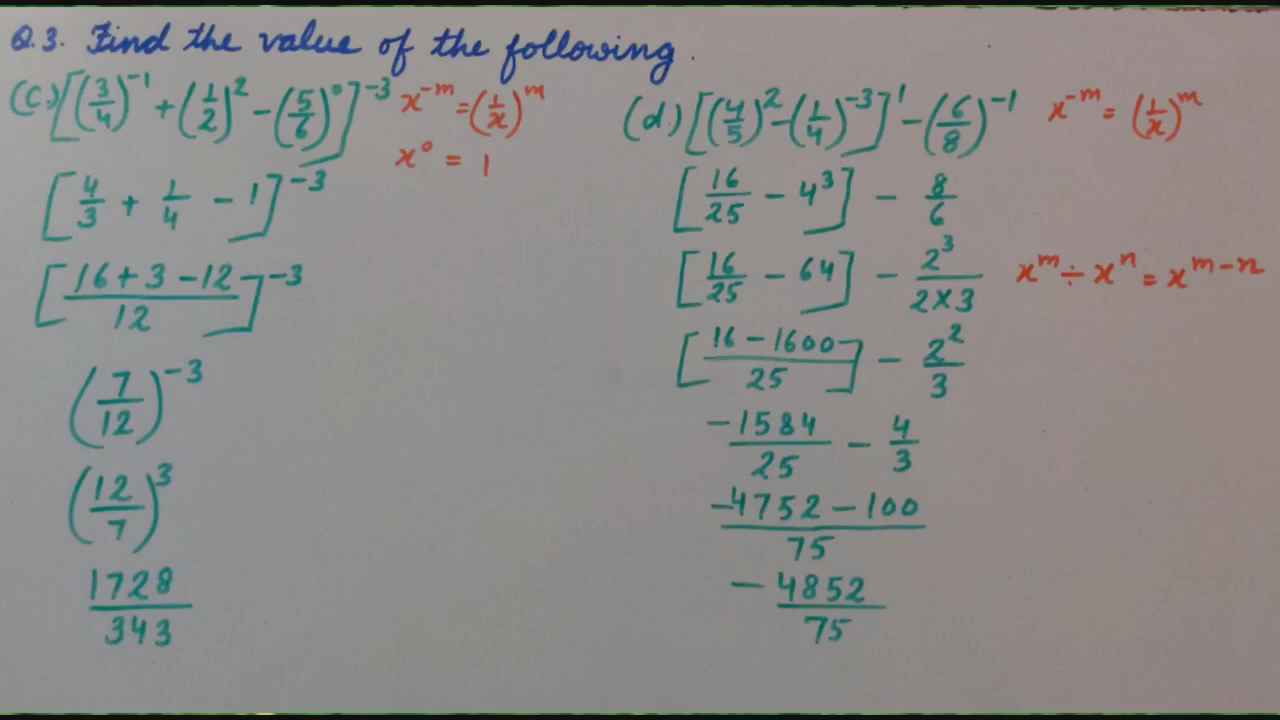 Q.3. Find the value of the following.
(c.) [(3/4)^-1 + (1/2)^2 - (5/6)^0]^-3
x^-m = (1/x)^m
x^0 = 1
[4/3 + 1/4 - 1]^-3
[(16 + 3 - 12)/12]^-3
(7/12)^-3
(12/7)^3
1728/343
(d.) [(4/5)^2 - (1/4)^-3]^1 - (6/8)^-1
x^-m = (1/x)^m
[16/25 - 4^3] - 8/6
[16/25 - 64] - 2^3/(2×3)
x^m ÷ x^n = x^m-n
[(16 - 1600)/25] - 2^2/3
-1584/25 - 4/3
(-4752 - 100)/75
-4852/75